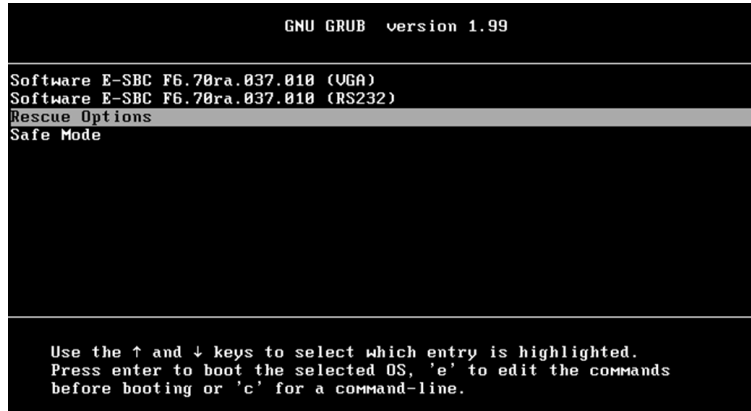 GNU GRUB version 1.99
Software E-SBC F6.70ra.037.010 (VGA)
Software E-SBC F6.70ra.037.010 (RS232)
Rescue Options
Safe Mode
Use the ↑ and ↓ keys to select which entry is highlighted.
Press enter to boot the selected OS, 'e' to edit the commands
before booting or 'c' for a command-line.